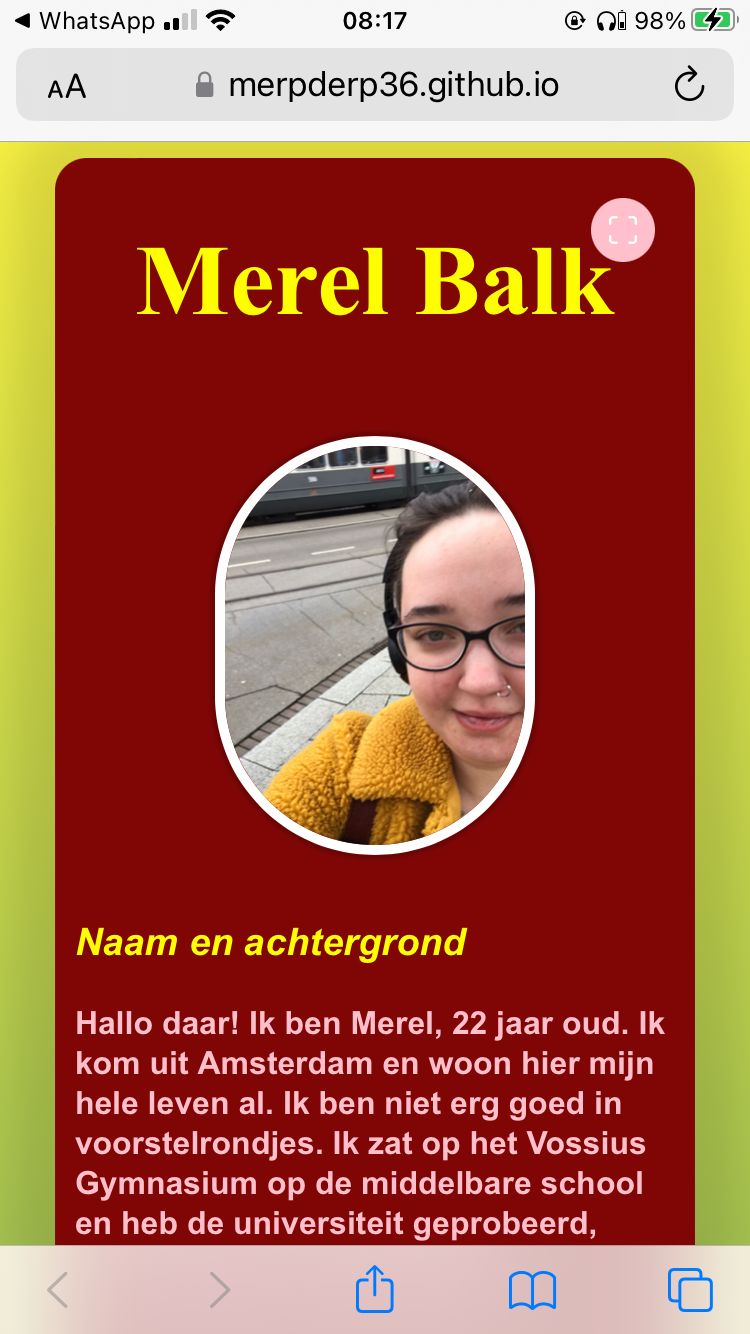 WhatsApp 08:17 98%
AA merpderp36.github.io
Merel Balk
Naam en achtergrond
Hallo daar! Ik ben Merel, 22 jaar oud. Ik
kom uit Amsterdam en woon hier mijn
hele leven al. Ik ben niet erg goed in
voorstelrondjes. Ik zat op het Vossius
Gymnasium op de middelbare school
en heb de universiteit geprobeerd,